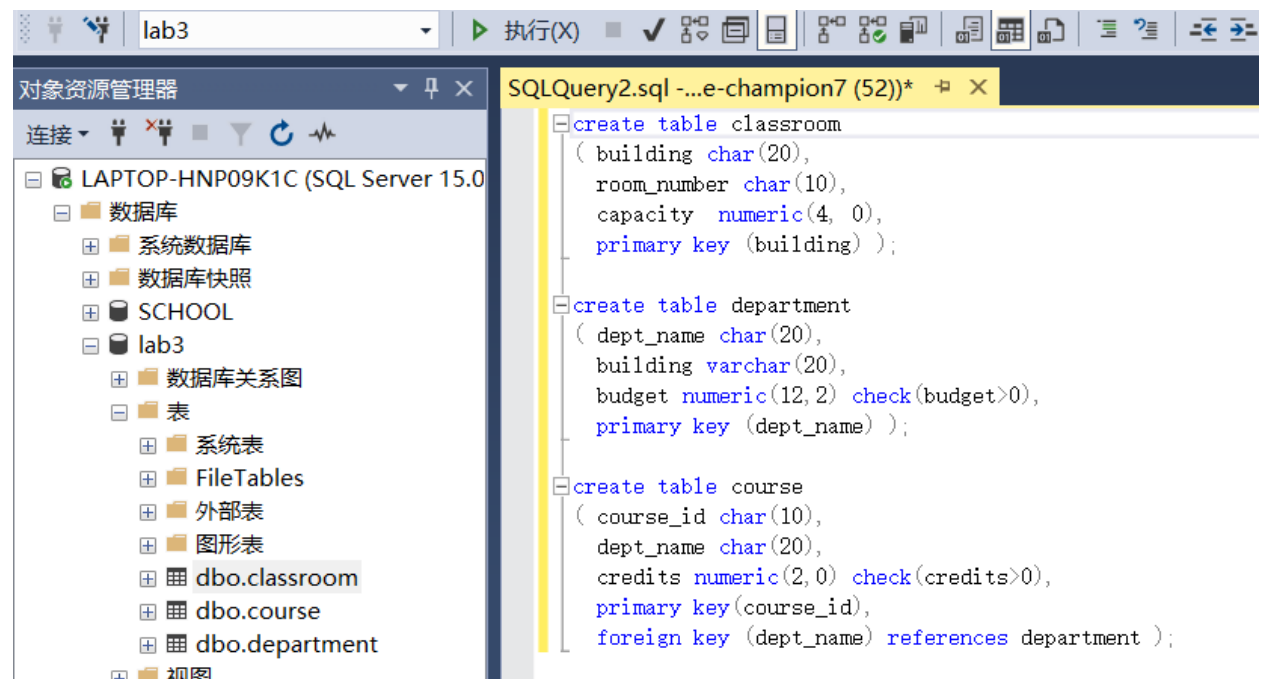 lab3
执行(X)
对象资源管理器
连接
LAPTOP-HNP09K1C (SQL Server 15.0
数据库
系统数据库
数据库快照
SCHOOL
lab3
数据库关系图
表
系统表
FileTables
外部表
图形表
dbo.classroom
dbo.course
dbo.department
视图
SQLQuery2.sql -...e-champion7 (52))*
create table classroom
( building char(20),
room_number char(10),
capacity  numeric(4, 0),
primary key (building) );
create table department
( dept_name char(20),
building varchar(20),
budget numeric(12,2) check(budget>0),
primary key (dept_name) );
create table course
( course_id char(10),
dept_name char(20),
credits numeric(2,0) check(credits>0),
primary key(course_id),
foreign key (dept_name) references department );